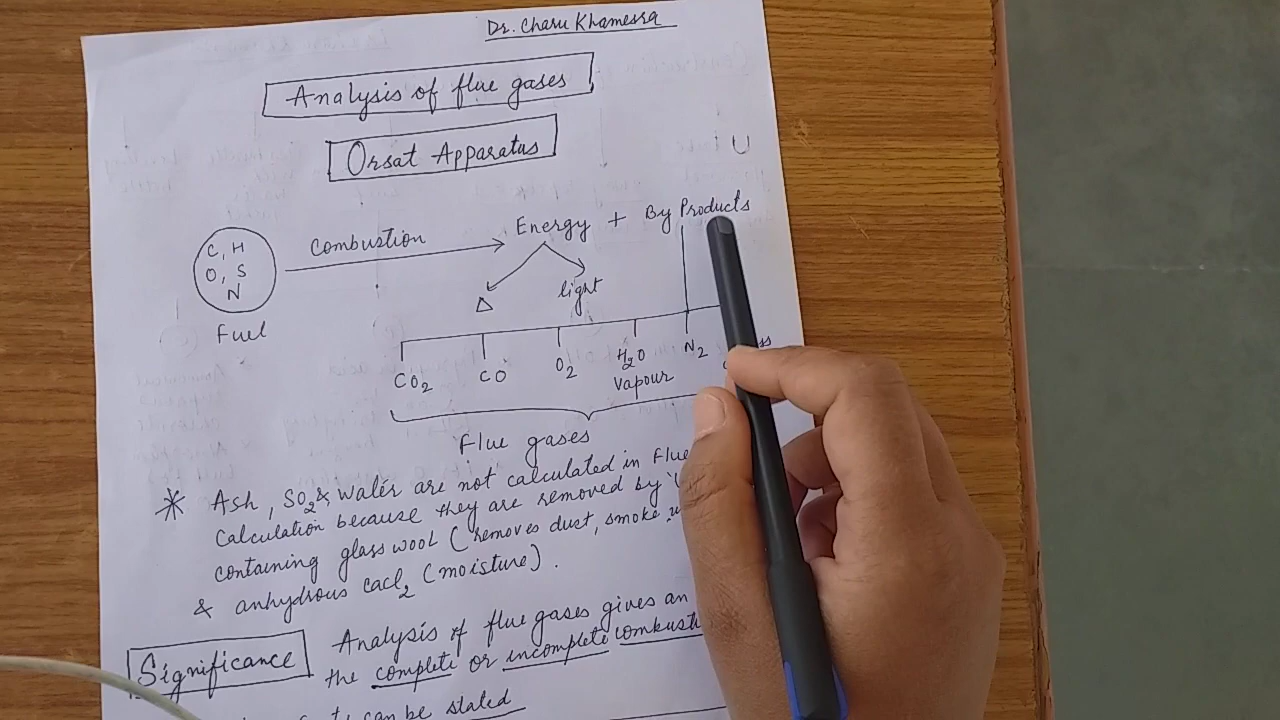 Dr. Charu Khamessra
Analysis of flue gases
Orsat Apparatus
U
C, H
O, S
N
Fuel
Combustion
Energy + By Products
Δ
light
CO2
CO
O2
H2O
Vapour
N2
Flue gases
* Ash, SO2 & water are not calculated in Flue
calculation because they are removed by
containing glass wool (removes dust, smoke
& anhydrous cacl2 (moisture).
Significance
Analysis of flue gases gives an
the complete or incomplete combust
can be stated